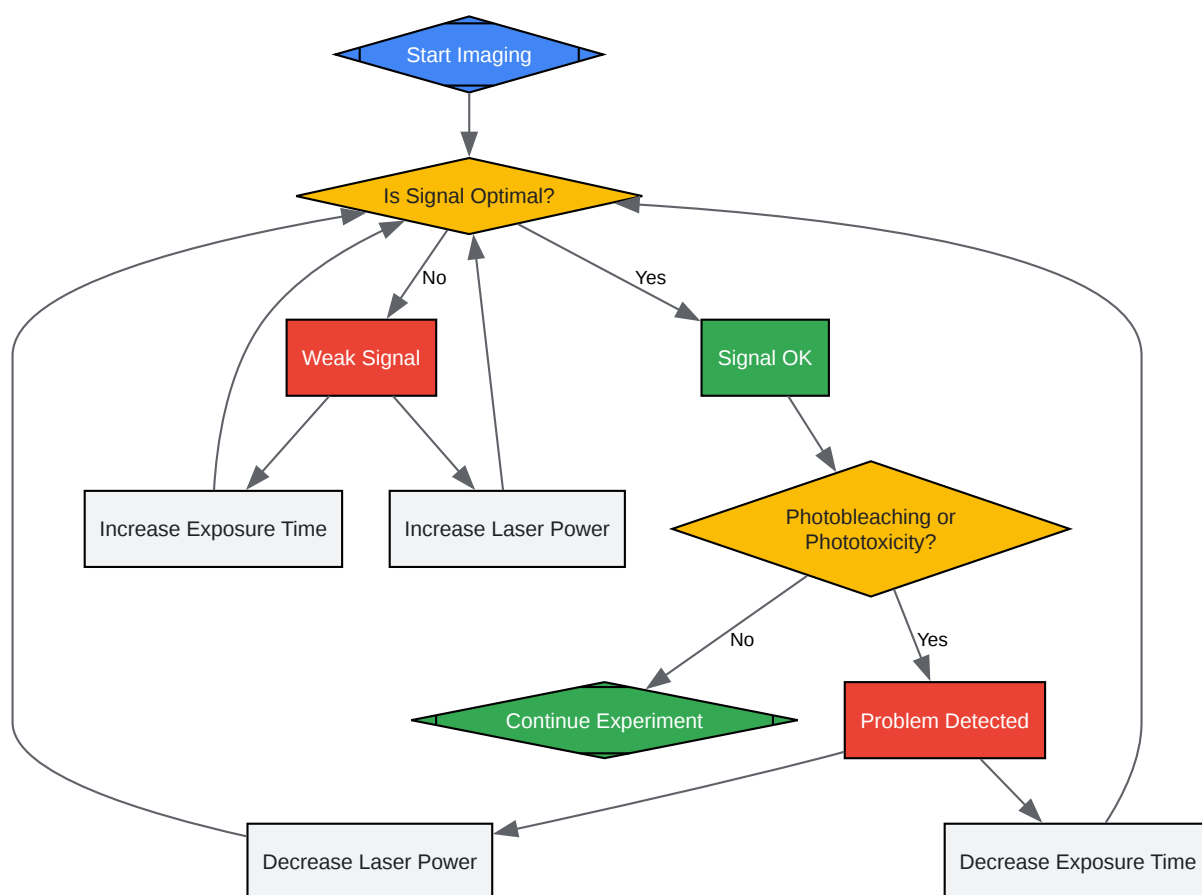 Start Imaging
Is Signal Optimal?
No
Yes
Weak Signal
Signal OK
Increase Exposure Time
Increase Laser Power
Photobleaching or
Phototoxicity?
No
Yes
Continue Experiment
Problem Detected
Decrease Laser Power
Decrease Exposure Time